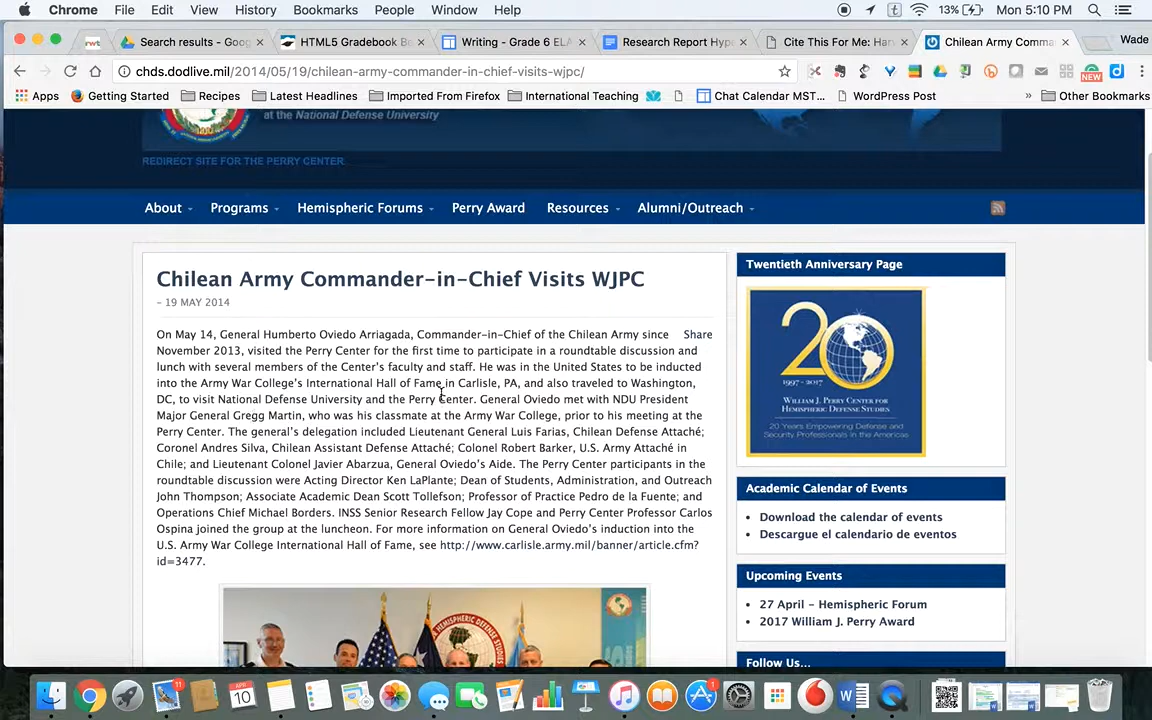 Chrome File Edit View History Bookmarks People Window Help 13% Mon 5:10 PM
rwt Search results - Goog HTML5 Gradebook B Writing - Grade 6 ELA Research Report Hype Cite This For Me: Har Chilean Army Comma Wade
chds.dodlive.mil/2014/05/19/chilean-army-commander-in-chief-visits-wjpc/
NEW
Apps Getting Started Recipes Latest Headlines Imported From Firefox International Teaching Chat Calendar MST... WordPress Post » Other Bookmarks
at the National Defense University
REDIRECT SITE FOR THE PERRY CENTER
About Programs Hemispheric Forums Perry Award Resources Alumni/Outreach
Chilean Army Commander-in-Chief Visits WJPC
– 19 MAY 2014
Share
On May 14, General Humberto Oviedo Arriagada, Commander-in-Chief of the Chilean Army since
November 2013, visited the Perry Center for the first time to participate in a roundtable discussion and
lunch with several members of the Center's faculty and staff. He was in the United States to be inducted
into the Army War College's International Hall of Fame in Carlisle, PA, and also traveled to Washington,
DC, to visit National Defense University and the Perry Center. General Oviedo met with NDU President
Major General Gregg Martin, who was his classmate at the Army War College, prior to his meeting at the
Perry Center. The general's delegation included Lieutenant General Luis Farias, Chilean Defense Attaché;
Coronel Andres Silva, Chilean Assistant Defense Attaché; Colonel Robert Barker, U.S. Army Attaché in
Chile; and Lieutenant Colonel Javier Abarzua, General Oviedo's Aide. The Perry Center participants in the
roundtable discussion were Acting Director Ken LaPlante; Dean of Students, Administration, and Outreach
John Thompson; Associate Academic Dean Scott Tollefson; Professor of Practice Pedro de la Fuente; and
Operations Chief Michael Borders. INSS Senior Research Fellow Jay Cope and Perry Center Professor Carlos
Ospina joined the group at the luncheon. For more information on General Oviedo's induction into the
U.S. Army War College International Hall of Fame, see http://www.carlisle.army.mil/banner/article.cfm?
id=3477.
Twentieth Anniversary Page
20
1997 - 2017
WILLIAM J. PERRY CENTER
FOR HEMISPHERIC DEFENSE STUDIES
20 Years Empowering Defense and
Security Professionals in the Americas
Academic Calendar of Events
Download the calendar of events
Descargue el calendario de eventos
Upcoming Events
27 April – Hemispheric Forum
2017 William J. Perry Award
Follow Us...
11
APR
10
1